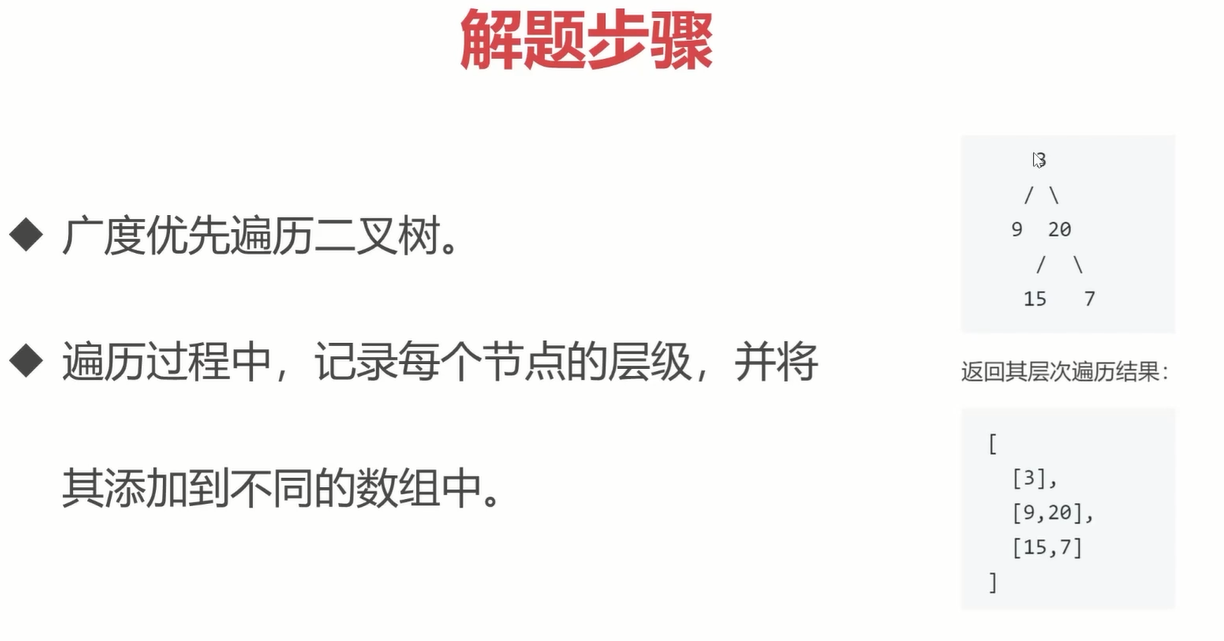 解题步骤
◆ 广度优先遍历二叉树。
◆ 遍历过程中，记录每个节点的层级，并将
其添加到不同的数组中。
3
/ \
9 20
/ \
15 7
返回其层次遍历结果：
[
[3],
[9,20],
[15,7]
]